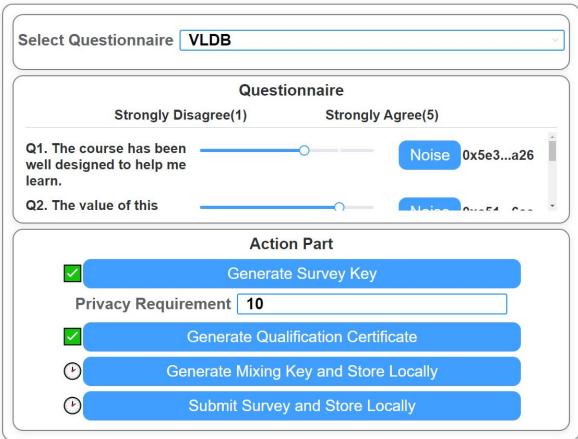 Select Questionnaire VLDB
Questionnaire
Strongly Disagree(1) Strongly Agree(5)
Q1. The course has been
well designed to help me
learn.
Noise 0x5e3...a26
Q2. The value of this
Noise
Action Part
Generate Survey Key
Privacy Requirement 10
Generate Qualification Certificate
Generate Mixing Key and Store Locally
Submit Survey and Store Locally